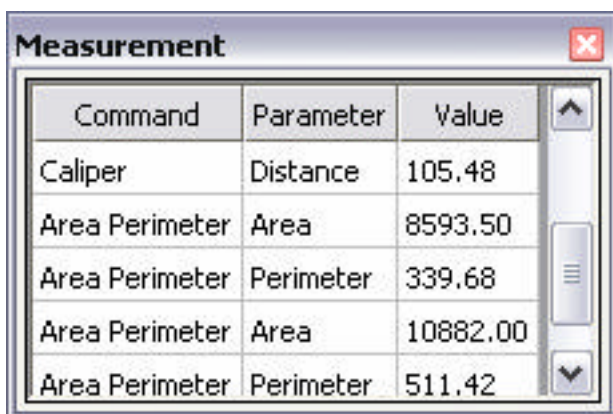 Measurement
Command Parameter Value
Caliper Distance 105.48
Area Perimeter Area 8593.50
Area Perimeter Perimeter 339.68
Area Perimeter Area 10882.00
Area Perimeter Perimeter 511.42